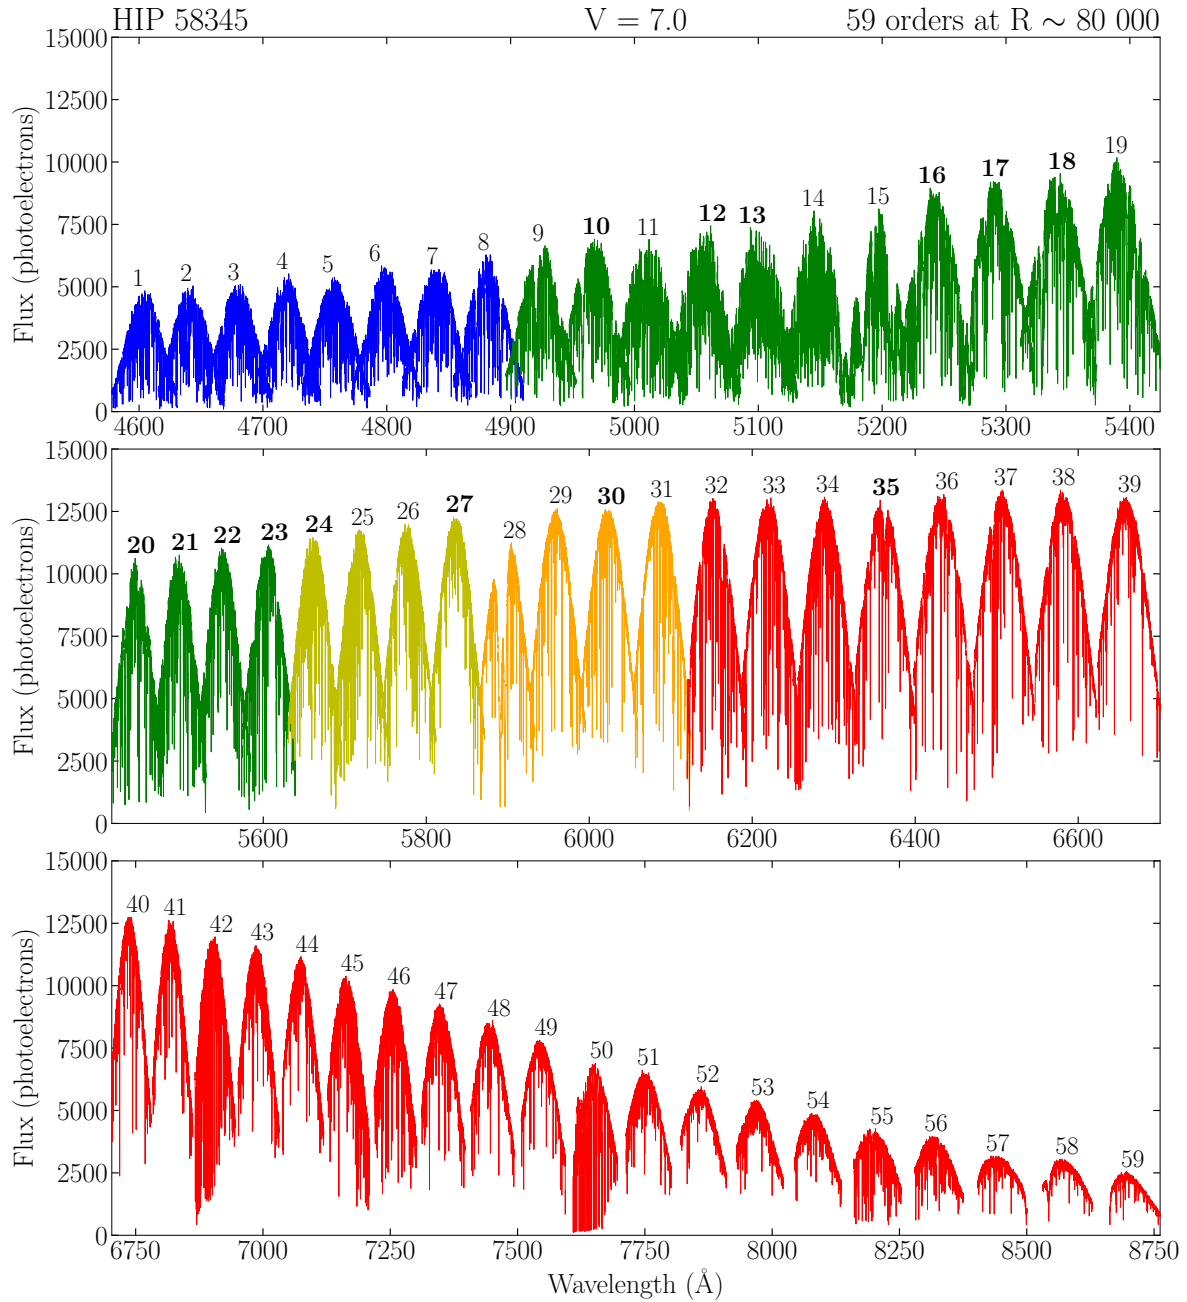 HIP 58345 V = 7.0 59 orders at R ∼ 80 000
15000
12500
10000
7500
5000
2500
0
Flux (photoelectrons)
1 2 3 4 5 6 7 8 9 10 11 12 13 14 15 16 17 18 19
4600 4700 4800 4900 5000 5100 5200 5300 5400
15000
12500
10000
7500
5000
2500
0
Flux (photoelectrons)
20 21 22 23 24 25 26 27 28 29 30 31 32 33 34 35 36 37 38 39
5600 5800 6000 6200 6400 6600
15000
12500
10000
7500
5000
2500
0
Flux (photoelectrons)
40 41 42 43 44 45 46 47 48 49 50 51 52 53 54 55 56 57 58 59
6750 7000 7250 7500 7750 8000 8250 8500 8750
Wavelength (Å)